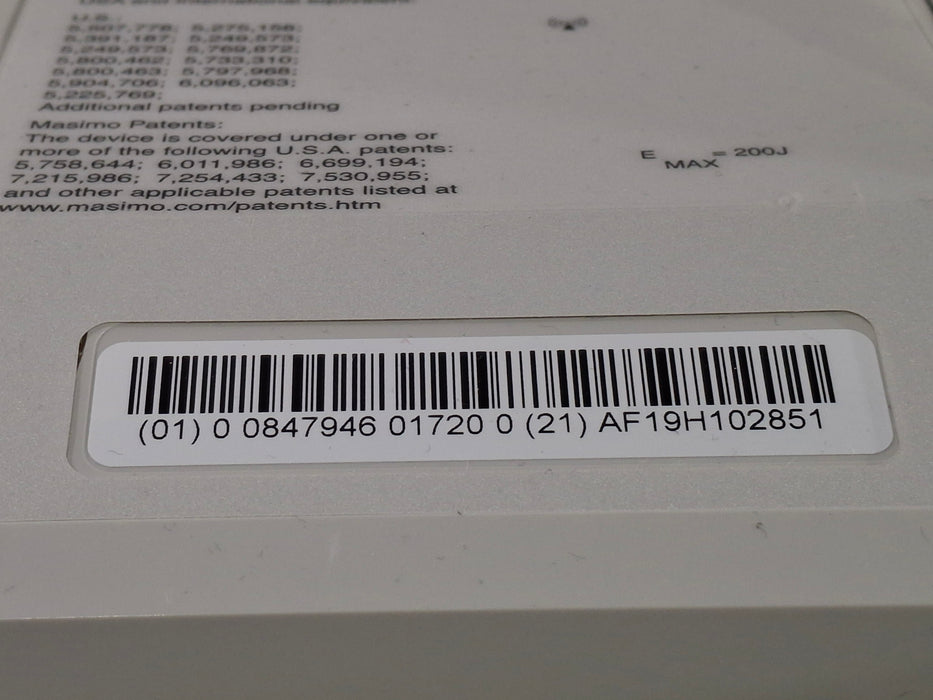 U.S.:
5,507,778; 5,275,158;
5,391,187; 5,249,573;
5,249,573; 5,769,872;
5,800,462; 5,733,310;
5,800,463; 5,797,968;
5,904,706; 6,096,063;
5,225,769;
Additional patents pending
Masimo Patents:
The device is covered under one or
more of the following U.S.A. patents:
5,758,644; 6,011,986; 6,699,194;
7,215,986; 7,254,433; 7,530,955;
and other applicable patents listed at
www.masimo.com/patents.htm
E MAX = 200J
(01) 0 0847946 01720 0 (21) AF19H102851